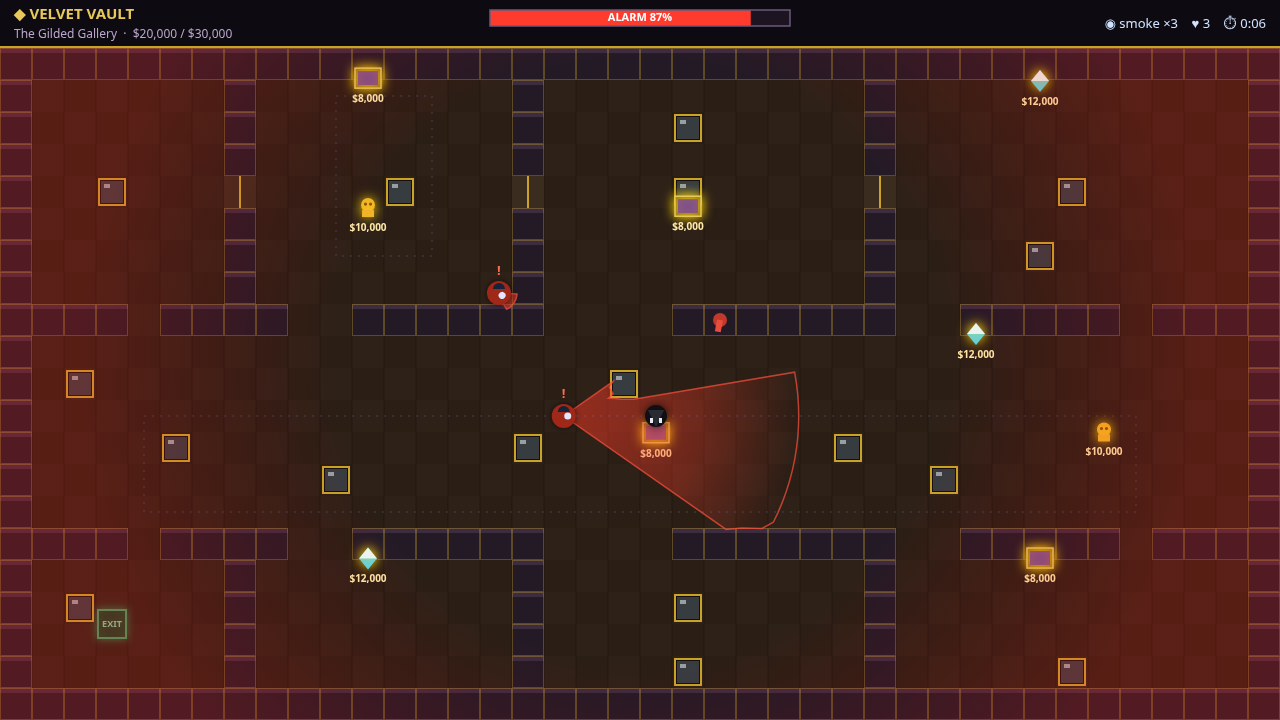 ◆ VELVET VAULT
The Gilded Gallery · $20,000 / $30,000
ALARM 87%
◉ smoke ×3 ♥ 3 ⏱ 0:06
$8,000
$12,000
$10,000
$8,000
!
$12,000
!
$8,000
$10,000
$12,000
$8,000
EXIT